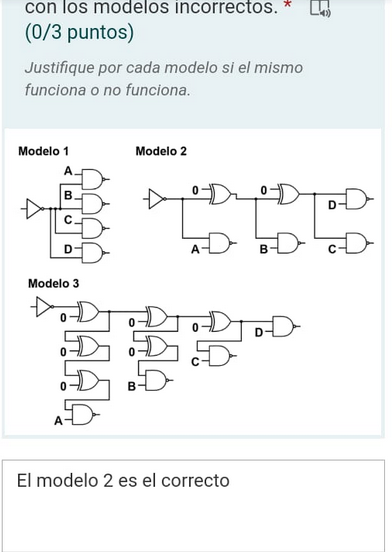 con los modelos incorrectos. *
(0/3 puntos)
Justifique por cada modelo si el mismo
funciona o no funciona.
Modelo 1
Modelo 2
A
B
C
D
0
0
D
A
B
C
Modelo 3
0
0
0
D
0
0
C
0
B
A
El modelo 2 es el correcto